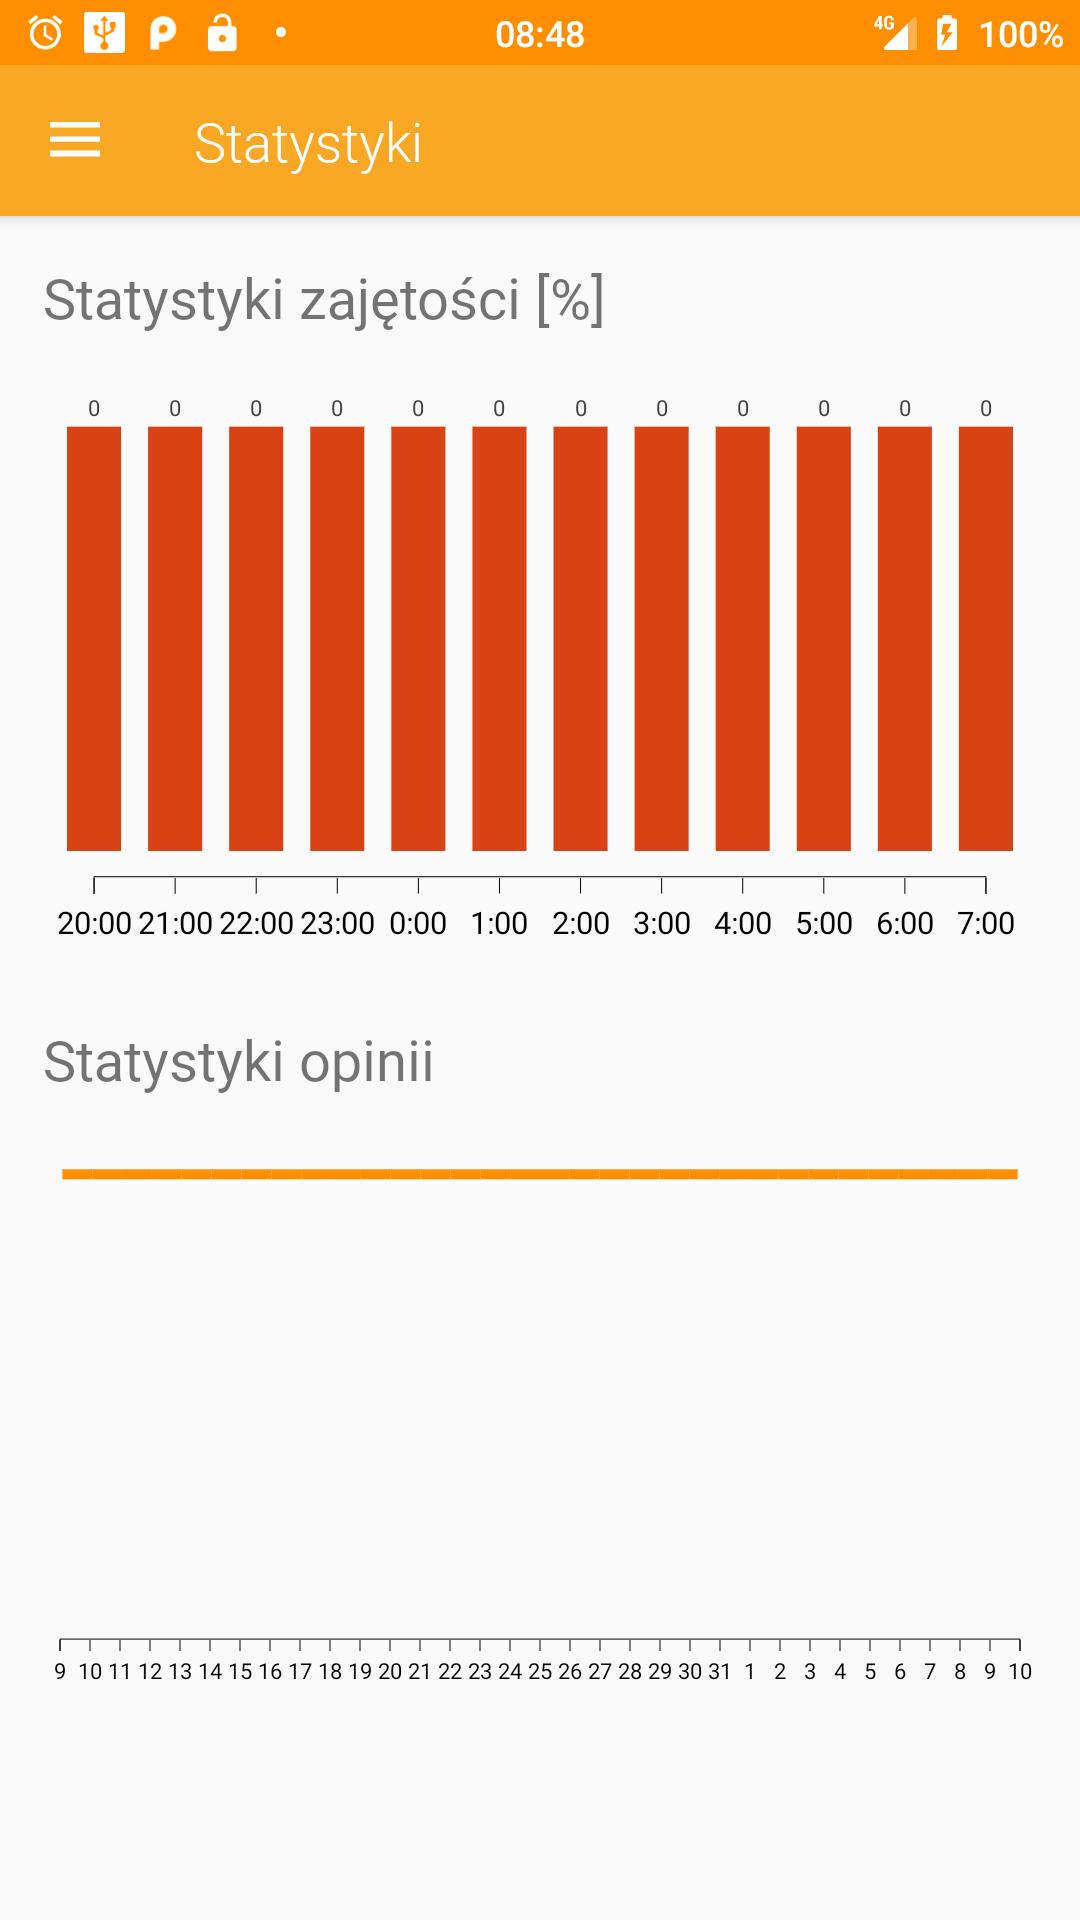 08:48 4G 100%
Statystyki
Statystyki zajętości [%]
0 0 0 0 0 0 0 0 0 0 0 0
20:00 21:00 22:00 23:00 0:00 1:00 2:00 3:00 4:00 5:00 6:00 7:00
Statystyki opinii
9 10 11 12 13 14 15 16 17 18 19 20 21 22 23 24 25 26 27 28 29 30 31 1 2 3 4 5 6 7 8 9 10